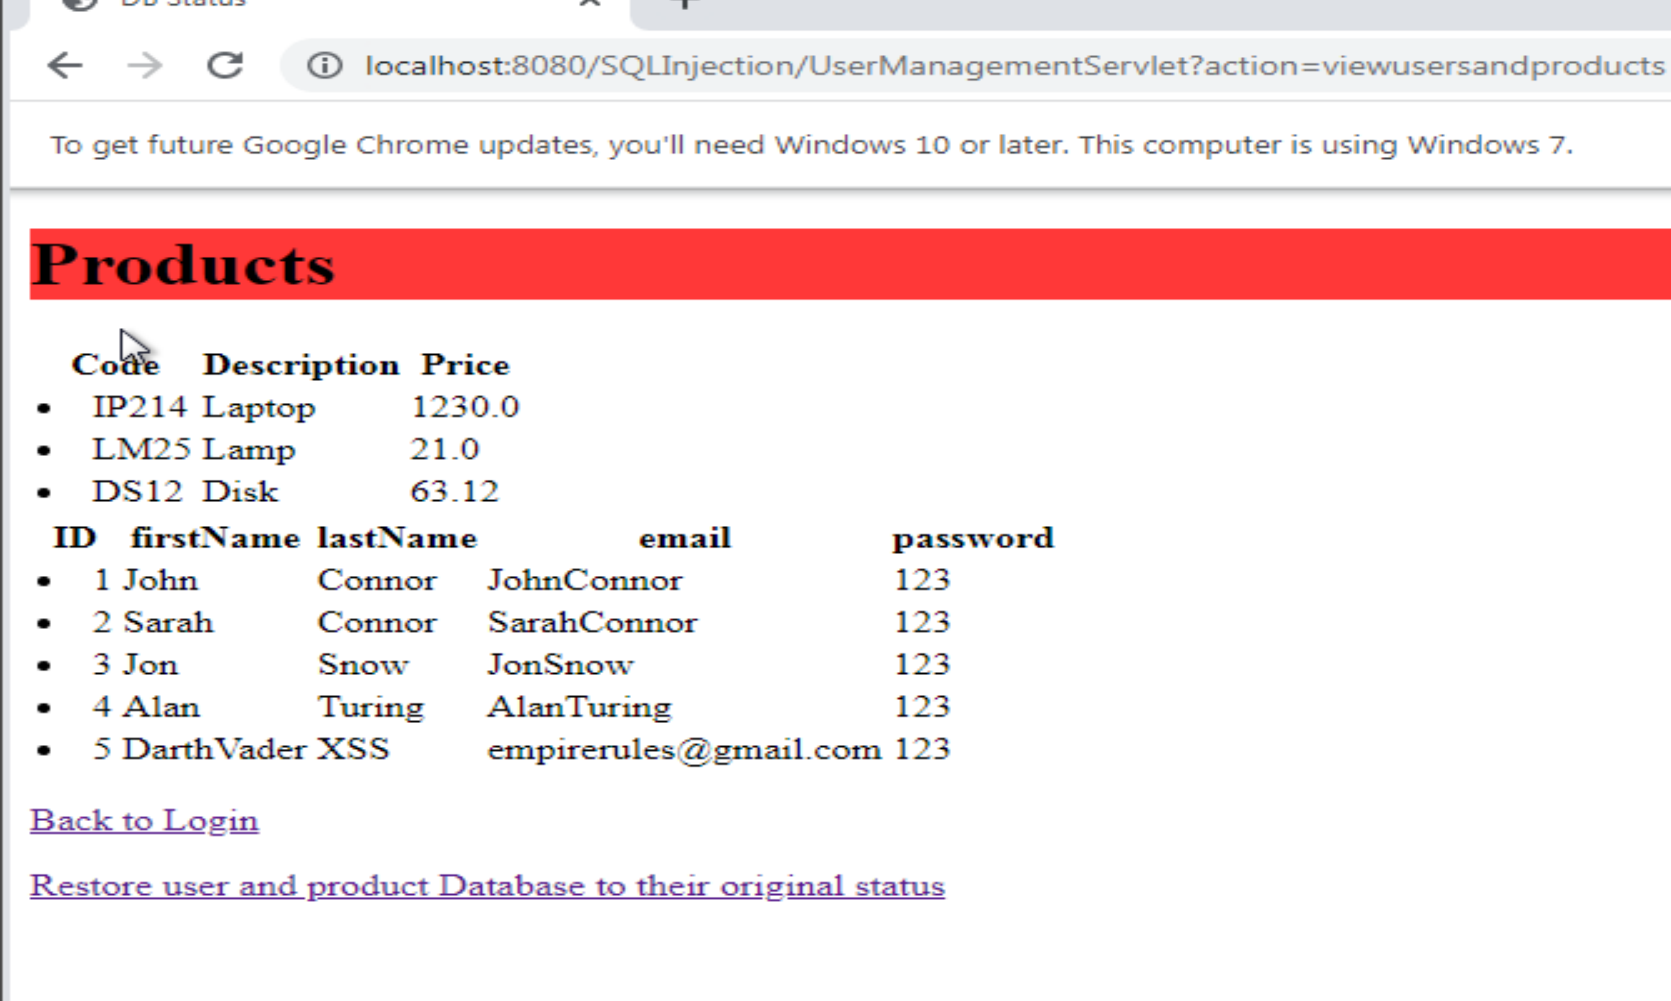 DB Status
localhost:8080/SQLInjection/UserManagementServlet?action=viewusersandproducts
To get future Google Chrome updates, you'll need Windows 10 or later. This computer is using Windows 7.
Products
Code Description Price
• IP214 Laptop 1230.0
• LM25 Lamp 21.0
• DS12 Disk 63.12
ID firstName lastName email password
• 1 John Connor JohnConnor 123
• 2 Sarah Connor SarahConnor 123
• 3 Jon Snow JonSnow 123
• 4 Alan Turing AlanTuring 123
• 5 DarthVader XSS empirerules@gmail.com 123
Back to Login
Restore user and product Database to their original status